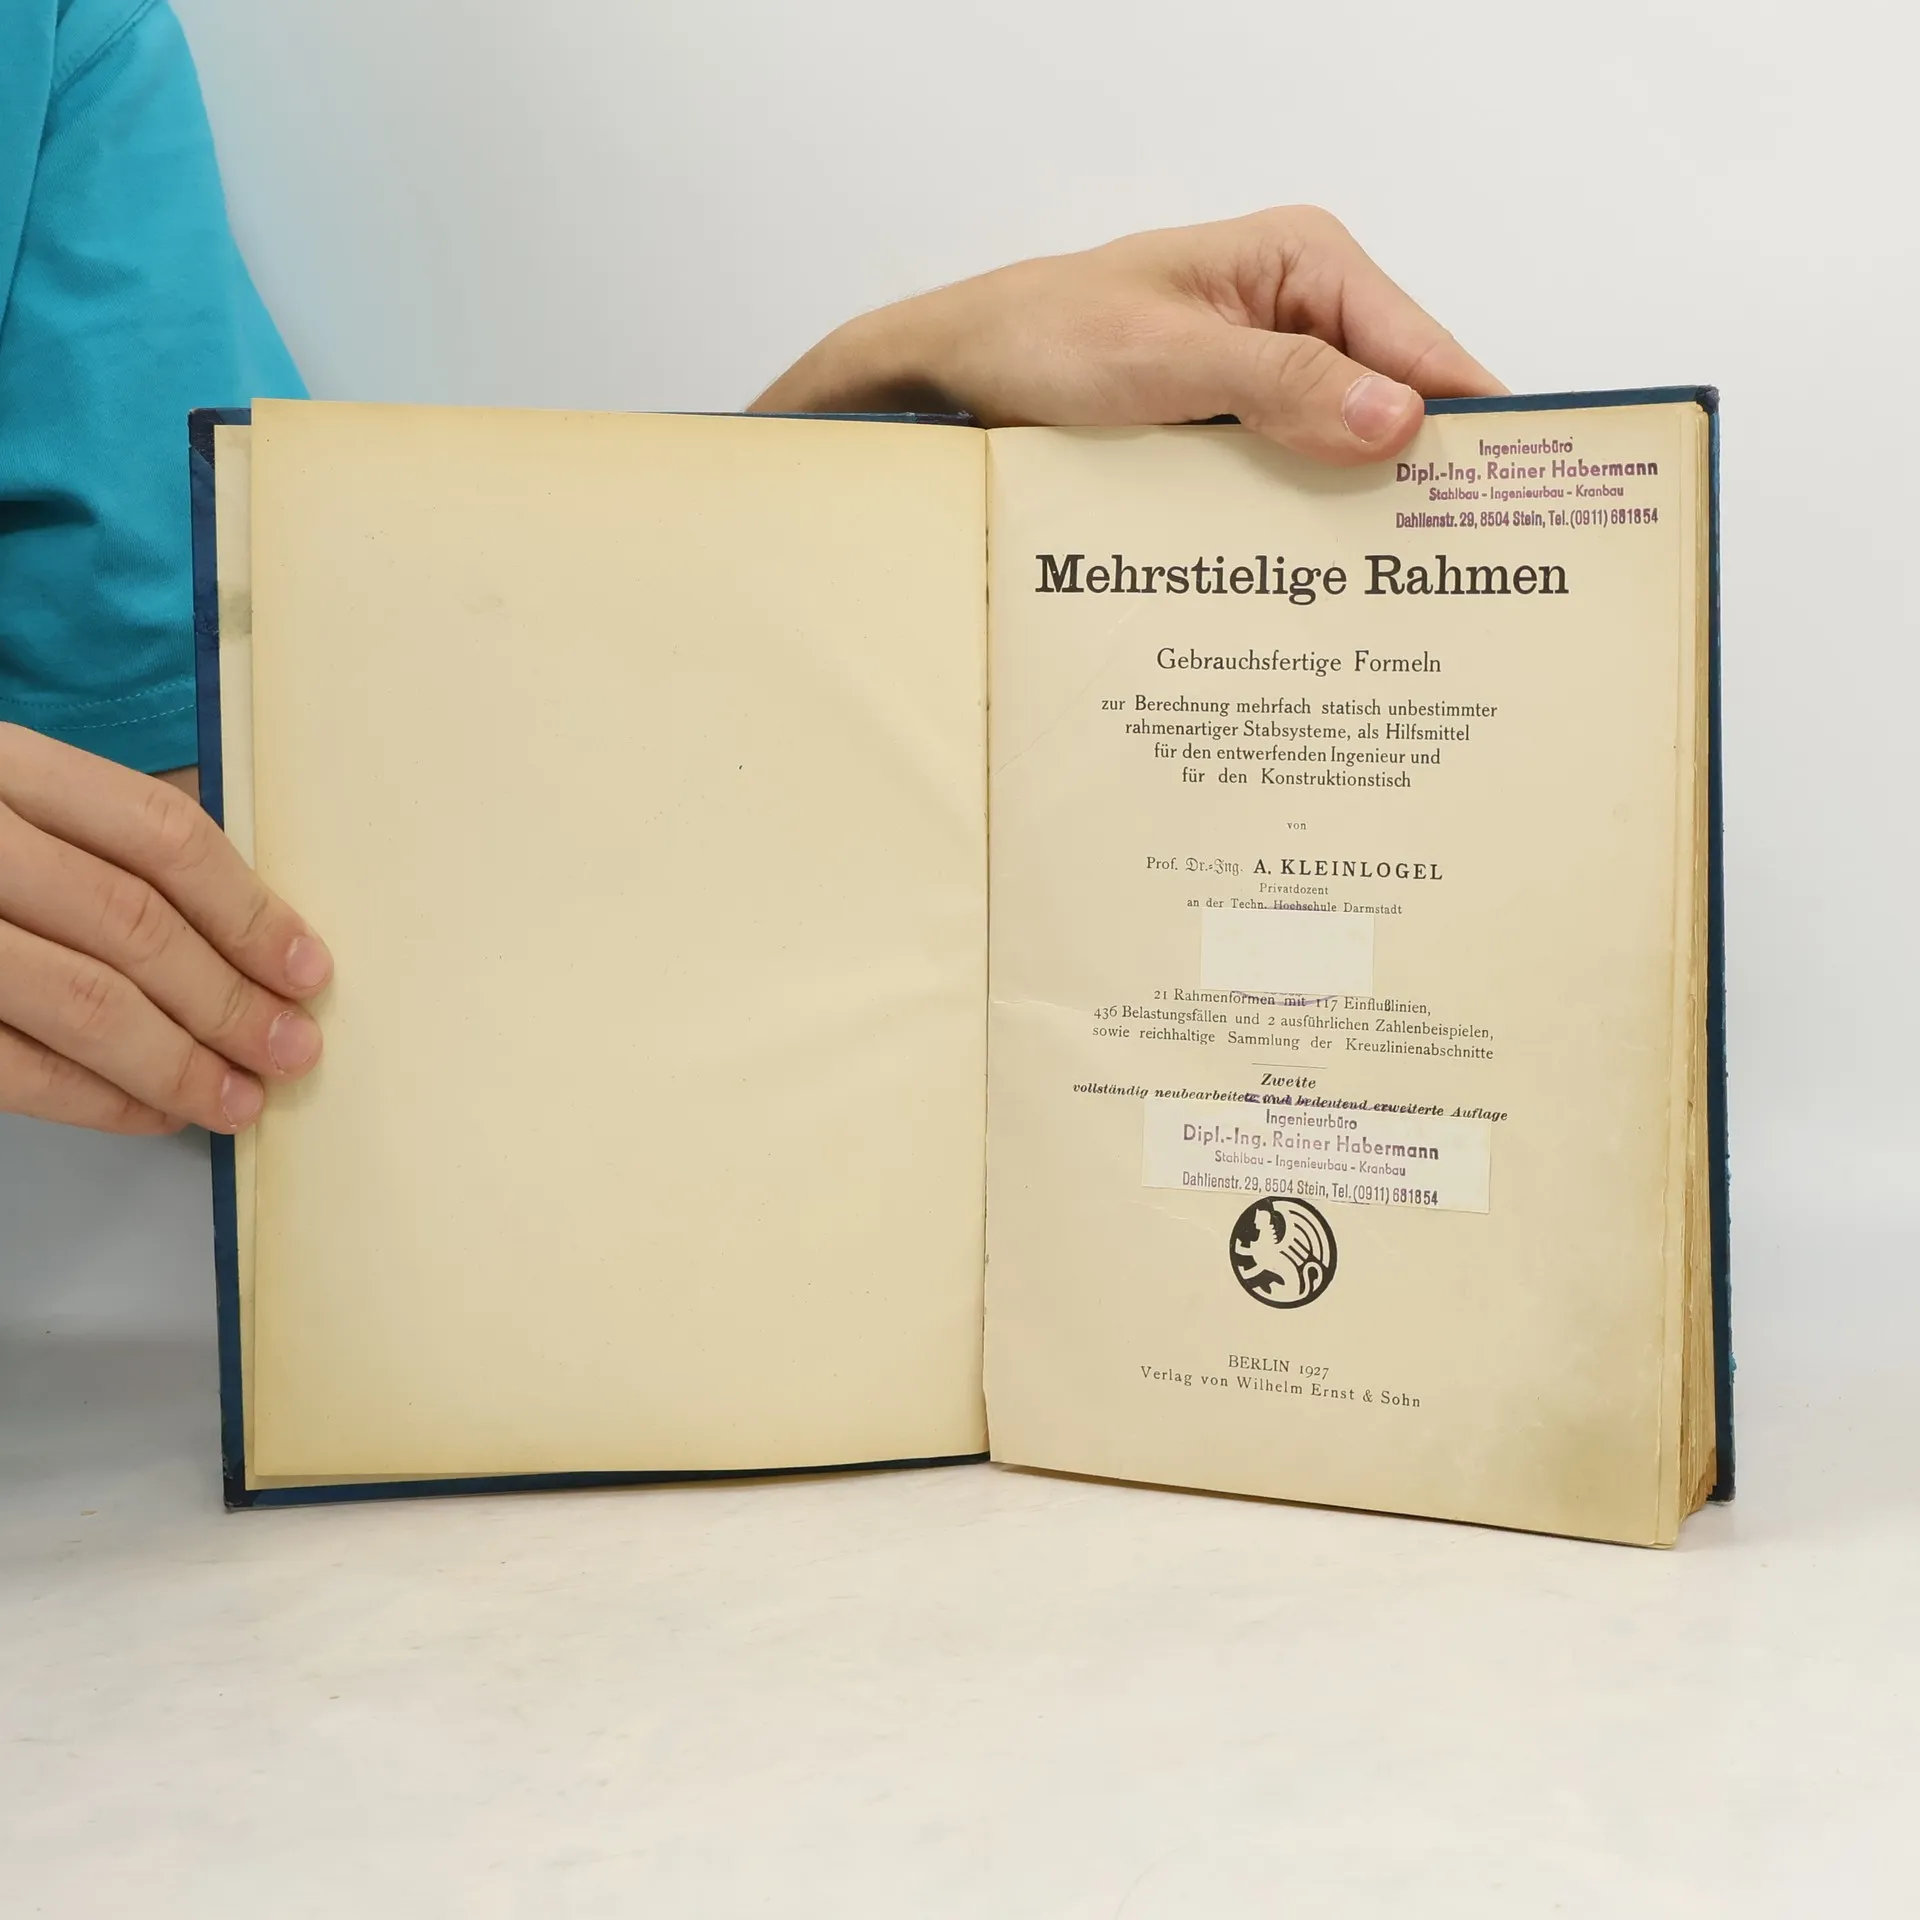 Ingenieurbüro
Dipl.-Ing. Rainer Habermann
Stahlbau - Ingenieurbau - Kranbau
Dahlienstr. 29, 8504 Stein, Tel. (0911) 681854
Mehrstielige Rahmen
Gebrauchsfertige Formeln
zur Berechnung mehrfach statisch unbestimmter
rahmenartiger Stabsysteme, als Hilfsmittel
für den entwerfenden Ingenieur und
für den Konstruktionstisch
von
Prof. Dr.=Ing. A. KLEINLOGEL
Privatdozent
an der Techn. Hochschule Darmstadt
21 Rahmenformen mit 117 Einflußlinien,
436 Belastungsfällen und 2 ausführlichen Zahlenbeispielen,
sowie reichhaltige Sammlung der Kreuzlinienabschnitte
Zweite
vollständig neubearbeitete und bedeutend erweiterte Auflage
Ingenieurbüro
Dipl.-Ing. Rainer Habermann
Stahlbau - Ingenieurbau - Kranbau
Dahlienstr. 29, 8504 Stein, Tel. (0911) 681854
BERLIN 1927
Verlag von Wilhelm Ernst & Sohn